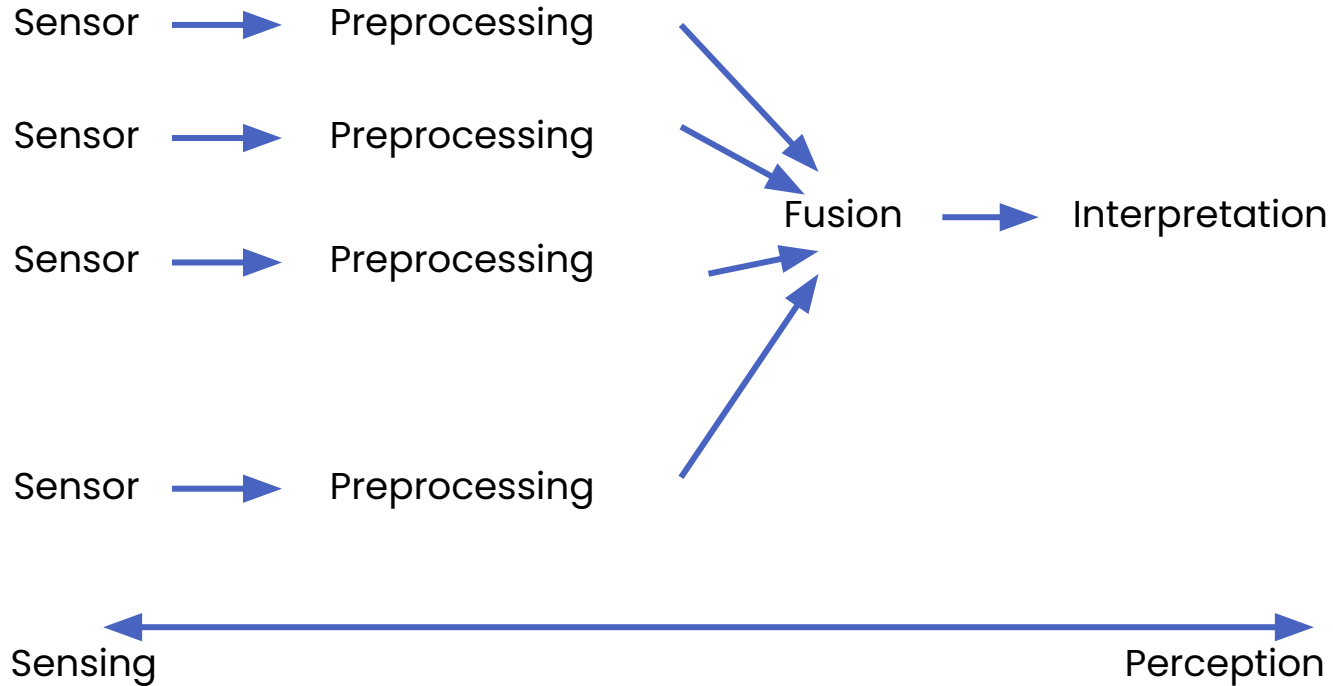 Sensor Preprocessing
Sensor Preprocessing
Fusion Interpretation
Sensor Preprocessing
Sensor Preprocessing
Sensing Perception